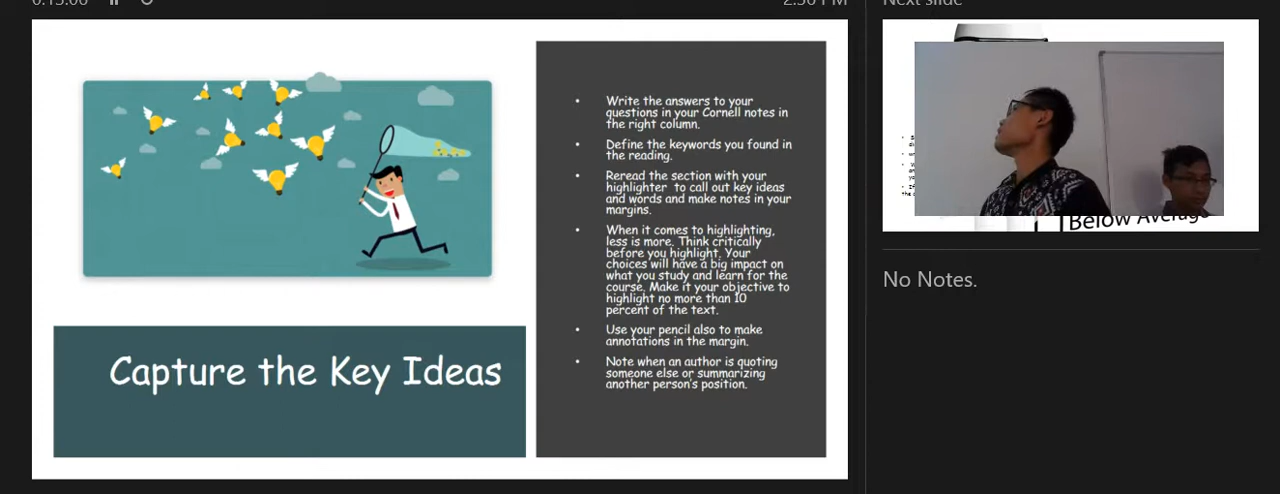 2:36 PM
Next slide
Write the answers to your
questions in your Cornell notes in
the right column.
Define the keywords you found in
the reading.
Reread the section with your
highlighter to call out key ideas
and words and make notes in your
margins.
When it comes to highlighting,
less is more. Think critically
before you highlight. Your
choices will have a big impact on
what you study and learn for the
course. Make it your objective to
highlight no more than 10
percent of the text.
Use your pencil also to make
annotations in the margin.
Note when an author is quoting
someone else or summarizing
another person's position.
Capture the Key Ideas
Below Average
No Notes.